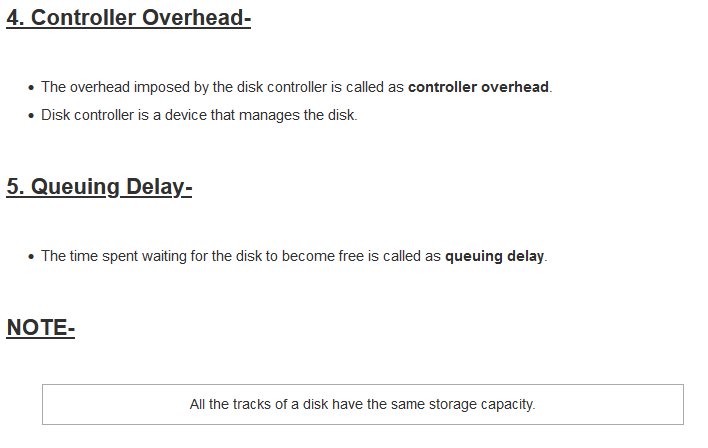 4. Controller Overhead-
• The overhead imposed by the disk controller is called as controller overhead.
• Disk controller is a device that manages the disk.
5. Queuing Delay-
• The time spent waiting for the disk to become free is called as queuing delay.
NOTE-
All the tracks of a disk have the same storage capacity.